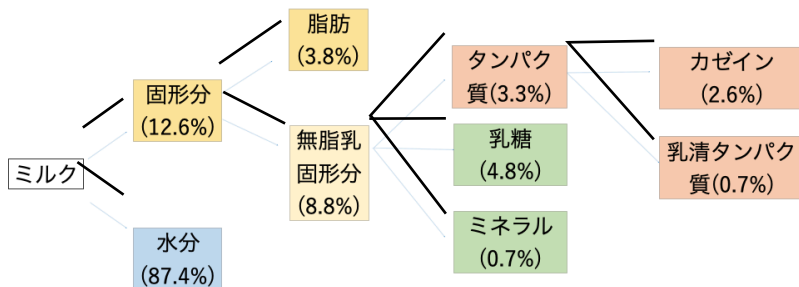 ミルク
固形分
(12.6%)
水分
(87.4%)
脂肪
(3.8%)
無脂乳
固形分
(8.8%)
タンパク
質(3.3%)
乳糖
(4.8%)
ミネラル
(0.7%)
カゼイン
(2.6%)
乳清タンパク
質(0.7%)